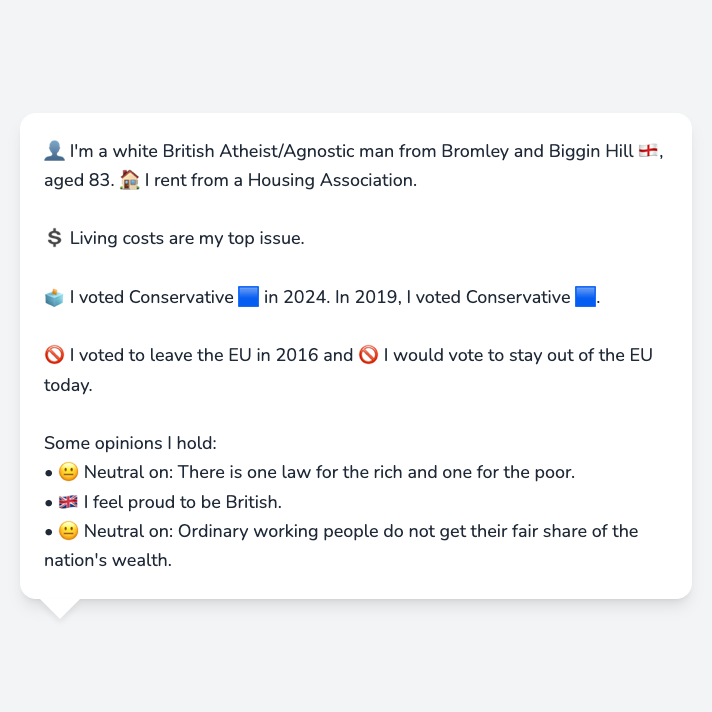 👤 I'm a white British Atheist/Agnostic man from Bromley and Biggin Hill 🏴󠁧󠁢󠁥󠁮󠁧󠁿,
aged 83. 🏠 I rent from a Housing Association.
💲 Living costs are my top issue.
🗳️ I voted Conservative 🟦 in 2024. In 2019, I voted Conservative 🟦.
🚫 I voted to leave the EU in 2016 and 🚫 I would vote to stay out of the EU
today.
Some opinions I hold:
• 😐 Neutral on: There is one law for the rich and one for the poor.
• 🇬🇧 I feel proud to be British.
• 😐 Neutral on: Ordinary working people do not get their fair share of the
nation's wealth.